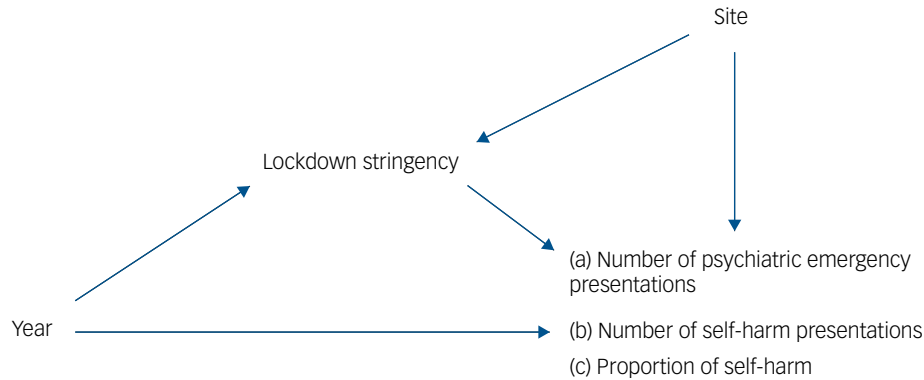 Site
Lockdown stringency
(a) Number of psychiatric emergency
presentations
Year
(b) Number of self-harm presentations
(c) Proportion of self-harm